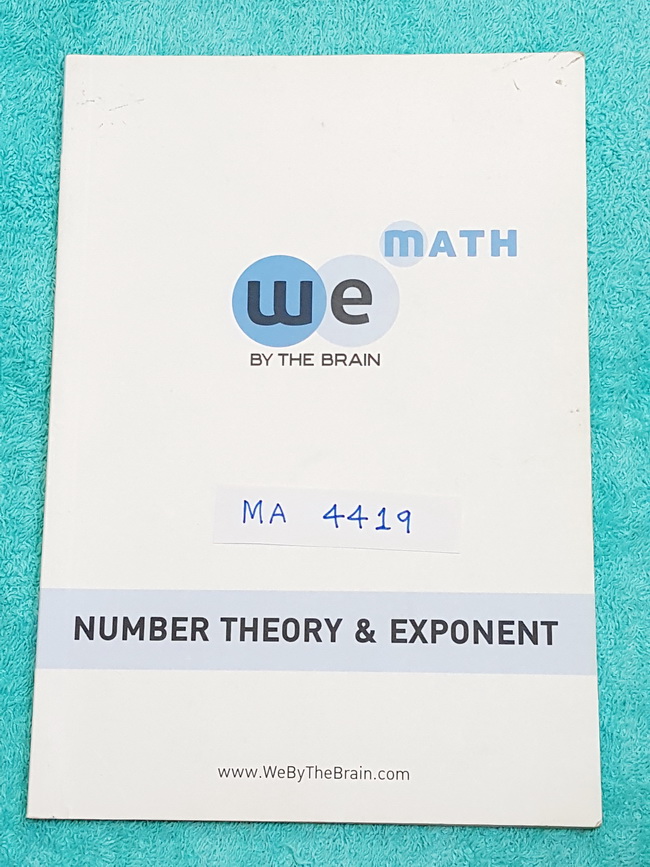 mATH
we
BY THE BRAIN
MA 4419
NUMBER THEORY & EXPONENT
www.WeByTheBrain.com